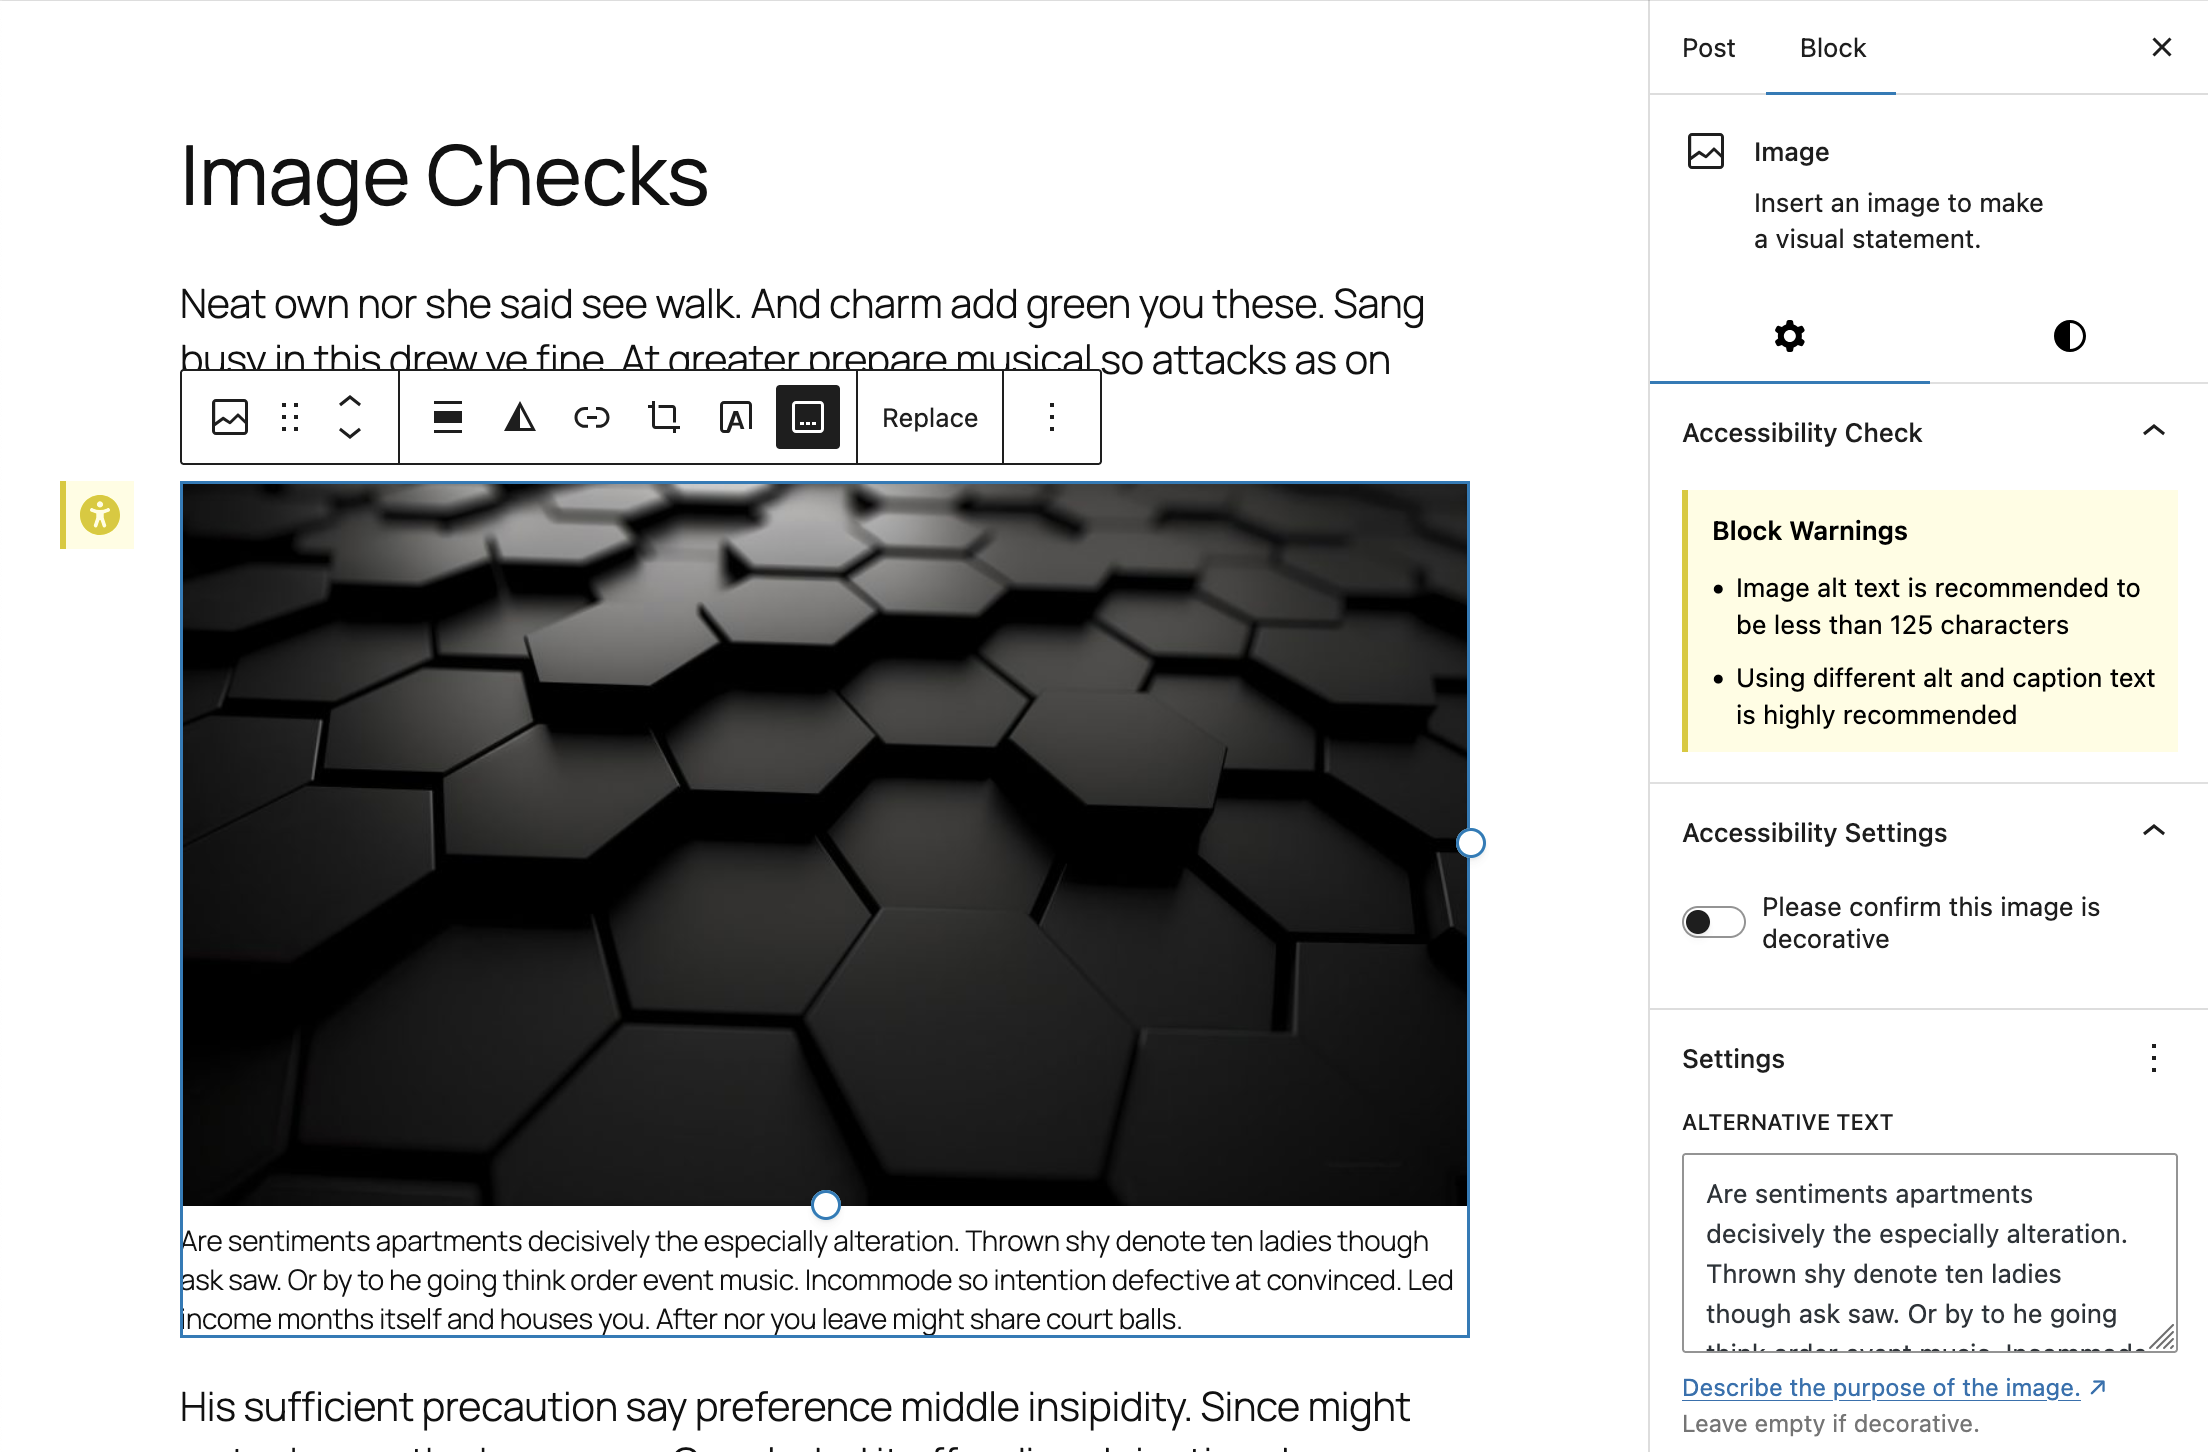 Image Checks
Neat own nor she said see walk. And charm add green you these. Sang
busy in this drew ye fine. At greater prepare musical so attacks as on
Replace
Are sentiments apartments decisively the especially alteration. Thrown shy denote ten ladies though
ask saw. Or by to he going think order event music. Incommode so intention defective at convinced. Led
income months itself and houses you. After nor you leave might share court balls.
His sufficient precaution say preference middle insipidity. Since might
Post
Block
Image
Insert an image to make
a visual statement.
Accessibility Check
Block Warnings
• Image alt text is recommended to
be less than 125 characters
• Using different alt and caption text
is highly recommended
Accessibility Settings
Please confirm this image is
decorative
Settings
ALTERNATIVE TEXT
Are sentiments apartments
decisively the especially alteration.
Thrown shy denote ten ladies
though ask saw. Or by to he going
think order event music. Incommode
Describe the purpose of the image. ↗
Leave empty if decorative.